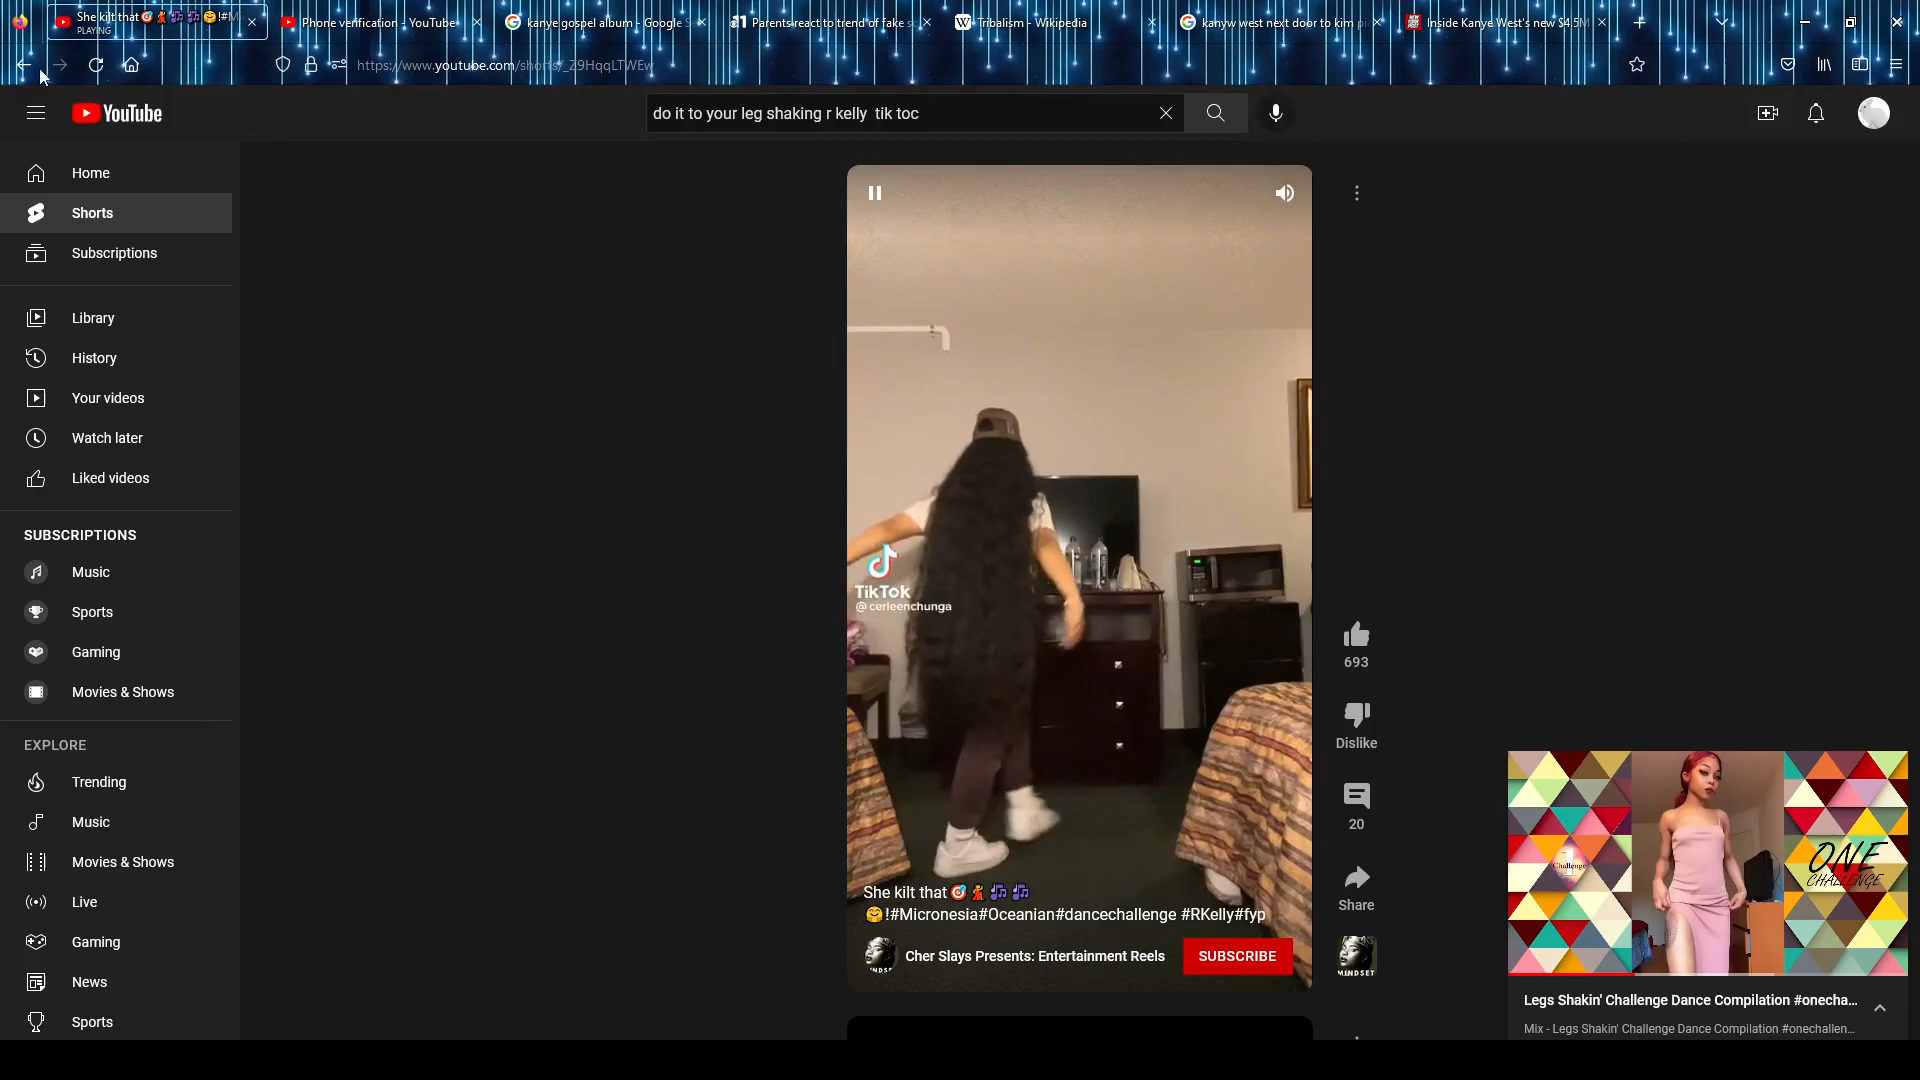 She kilt that🎯💃🎶🎶🤗!#M
PLAYING
Phone verification - YouTube
kanye gospel album - Google S
Parents react to trend of fake sc
Tribalism - Wikipedia
kanyw west next door to kim pi
Inside Kanye West's new $4.5M
https://www.youtube.com/shorts/_Z9HqqLTWEw
YouTube
do it to your leg shaking r kelly  tik toc
Home
Shorts
Subscriptions
Library
History
Your videos
Watch later
Liked videos
SUBSCRIPTIONS
Music
Sports
Gaming
Movies & Shows
EXPLORE
Trending
Music
Movies & Shows
Live
Gaming
News
Sports
TikTok
@cerleenchunga
She kilt that🎯💃🎶🎶
🤗!#Micronesia#Oceanian#dancechallenge #RKelly#fyp
Cher Slays Presents: Entertainment Reels
SUBSCRIBE
693
Dislike
20
Share
MINDSET
Challenge
ONE
CHALLENGE
Legs Shakin' Challenge Dance Compilation #onecha...
Mix - Legs Shakin' Challenge Dance Compilation #onechallen...